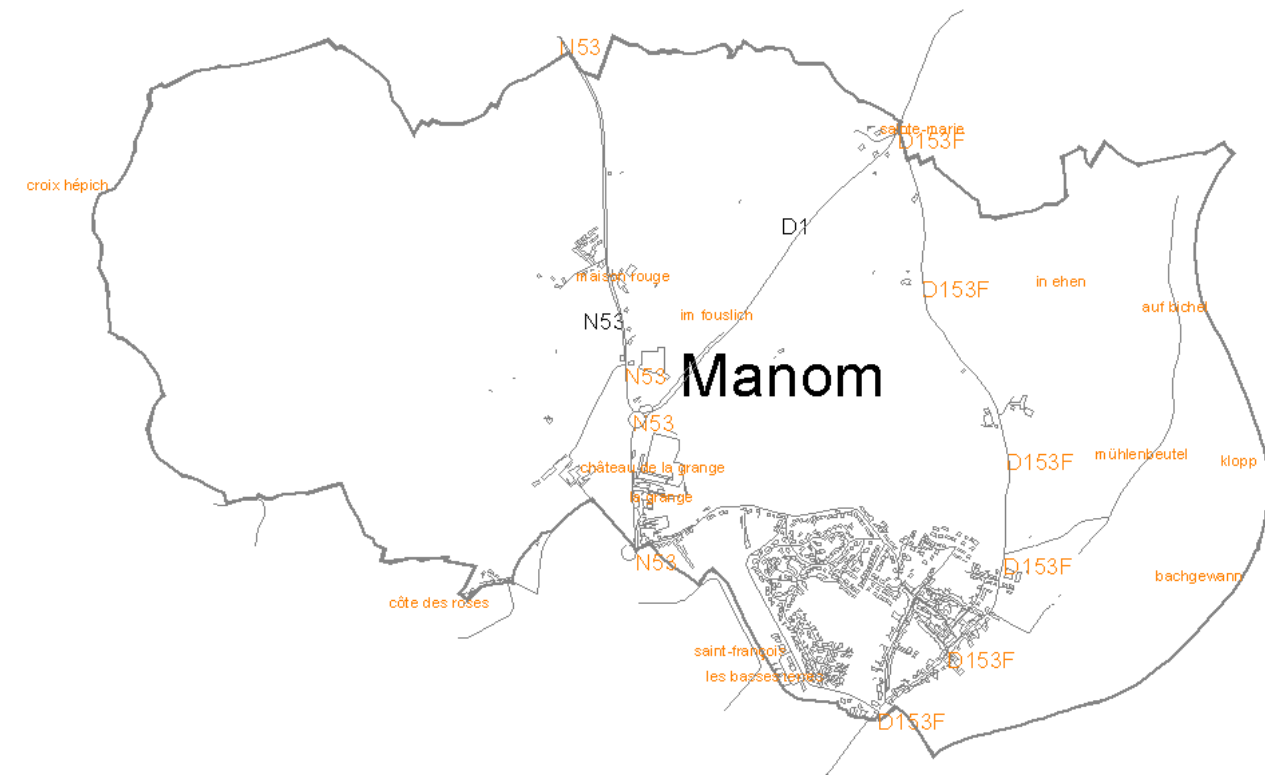 N53
sainte-marie
D153F
croix hépich
D1
maison rouge
in ehen
D153F
auf bichel
im fouslich
N53
N53
Manom
N53
mühlenbeutel
klopp
D153F
château de la grange
la grange
N53
D153F
bachgewann
côte des roses
saint-françois
D153F
les basses terres
D153F